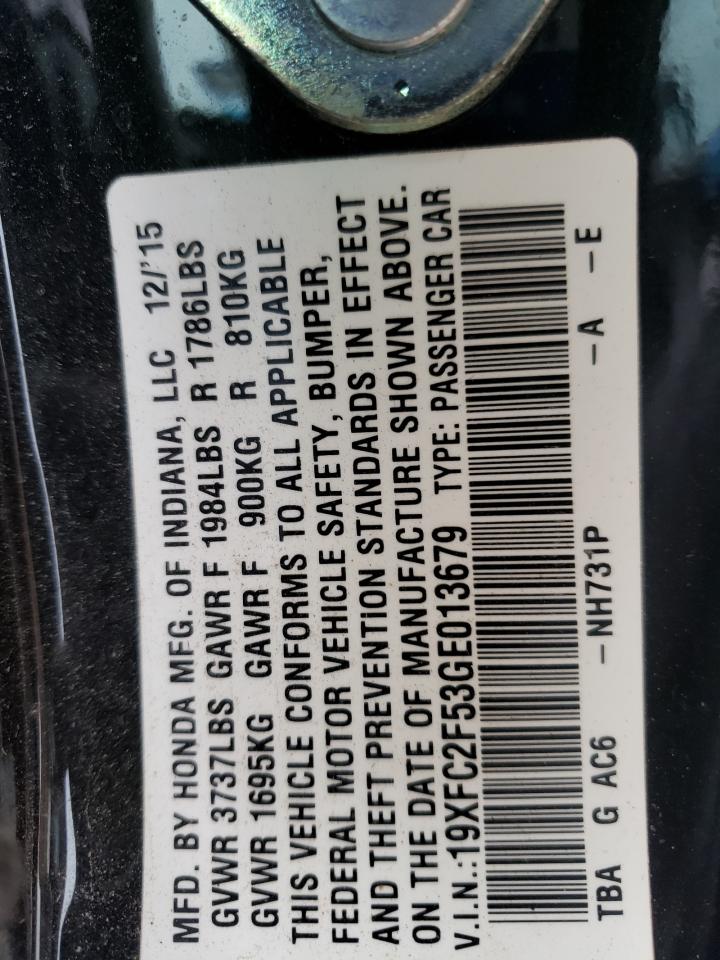 MFD. BY HONDA MFG. OF INDIANA, LLC 12/'15
GVWR 3737LBS GAWR F 1984LBS R 1786LBS
GVWR 1695KG GAWR F 900KG R 810KG
THIS VEHICLE CONFORMS TO ALL APPLICABLE
FEDERAL MOTOR VEHICLE SAFETY, BUMPER,
AND THEFT PREVENTION STANDARDS IN EFFECT
ON THE DATE OF MANUFACTURE SHOWN ABOVE.
V.I.N.:19XFC2F53GE013679 TYPE: PASSENGER CAR
TBA G AC6 -NH731P -A -E